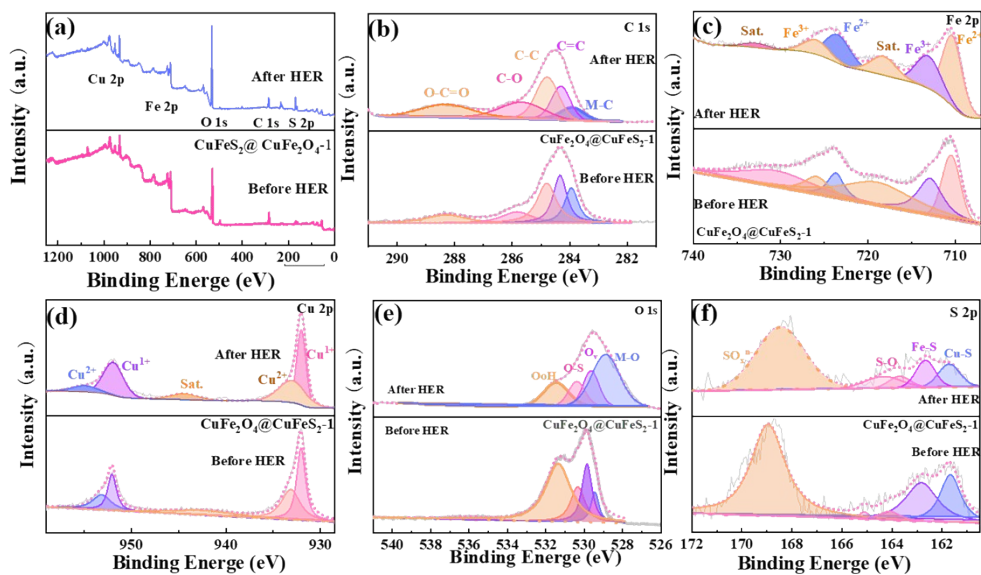 (a)
Intensity (a.u.)
Cu 2p
Fe 2p
O 1s
C 1s
S 2p
After HER
CuFeS2@ CuFe2O4-1
Before HER
1200 1000 800 600 400 200 0
Binding Energe (eV)
(b)
C 1s
Intensity (a.u.)
C=C
C-C
After HER
C-O
O-C=O
M-C
CuFe2O4@CuFeS2-1
Before HER
290 288 286 284 282
Binding Energe (eV)
(c)
Fe 2p
Intensity (a.u.)
Sat.
Fe3+
Fe2+
Sat.
Fe3+
Fe2+
After HER
Before HER
CuFe2O4@CuFeS2-1
740 730 720 710
Binding Energe (eV)
(d)
Cu 2p
Intensity (a.u.)
After HER
Cu2+
Cu1+
Sat.
Cu2+
Cu1+
CuFe2O4@CuFeS2-1
Before HER
950 940 930
Binding Energe (eV)
(e)
O 1s
Intensity (a.u.)
OoH
O-S
Ov
M-O
After HER
Before HER
CuFe2O4@CuFeS2-1
540 538 536 534 532 530 528 526
Binding Energe (eV)
(f)
S 2p
Intensity (a.u.)
S-O
Fe-S
Cu-S
After HER
CuFe2O4@CuFeS2-1
Before HER
172 170 168 166 164 162
Binding Energe (eV)